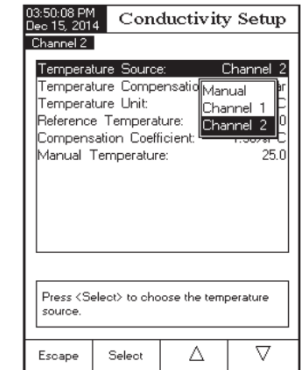 03:50:08 PM
Dec 15, 2014
Conductivity Setup
Channel 2
Temperature Source: Channel 2
Temperature Compensatio
Manual
Temperature Unit: C
Channel 1
Reference Temperature: 0
Channel 2
Compensation Coefficient:
Manual Temperature: 25.0
Press <Select> to choose the temperature
source.
Escape Select △ ▽